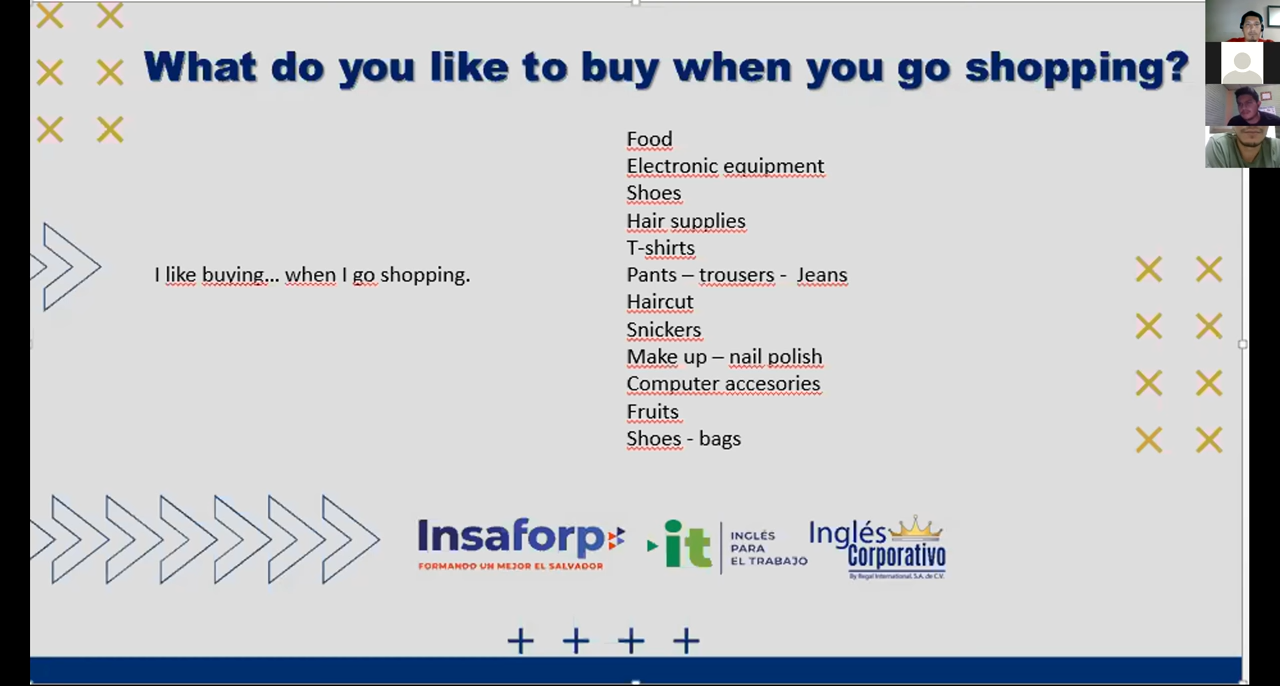 What do you like to buy when you go shopping?
I like buying... when I go shopping.
Food
Electronic equipment
Shoes
Hair supplies
T-shirts
Pants – trousers - Jeans
Haircut
Snickers
Make up – nail polish
Computer accesories
Fruits
Shoes - bags
Insaforp
FORMANDO UN MEJOR EL SALVADOR
it
INGLÉS
PARA
EL TRABAJO
Inglés
Corporativo
By Regal International, S.A. de C.V.